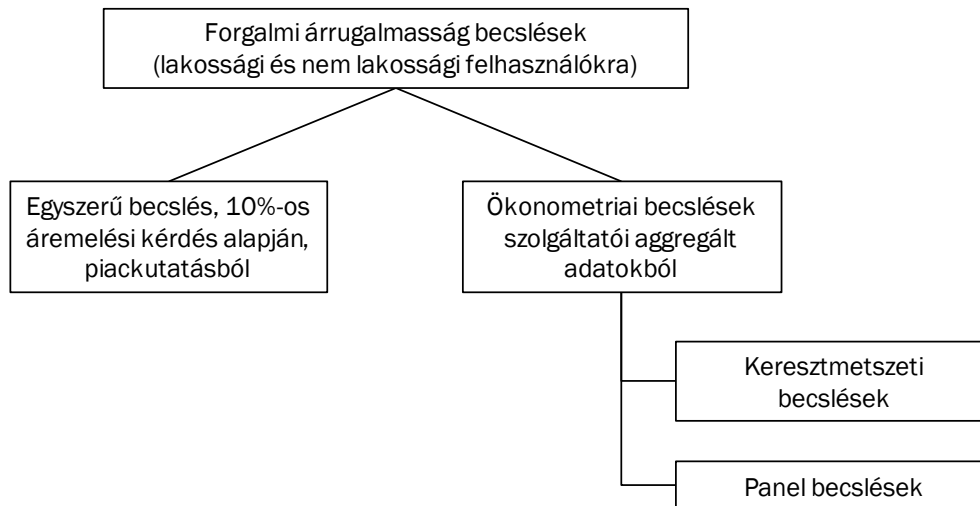 Forgalmi árrugalmasság becslések
(lakossági és nem lakossági felhasználókra)
Egyszerű becslés, 10%-os
áremelési kérdés alapján,
piackutatásból
Ökonometriai becslések
szolgáltatói aggregált
adatokból
Keresztmetszeti
becslések
Panel becslések